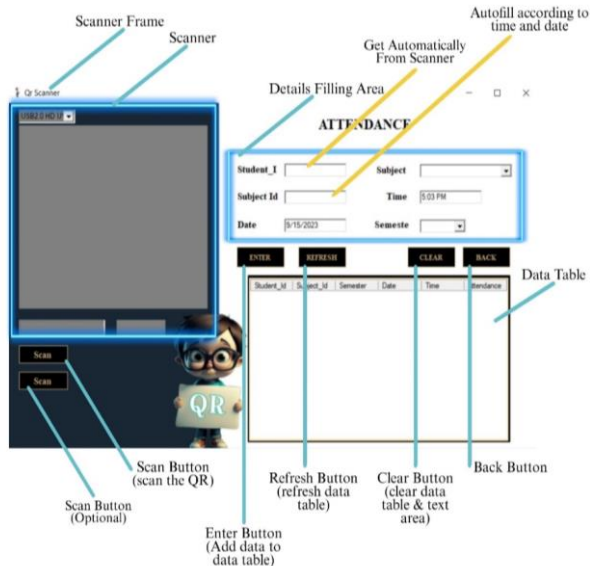 Autofill according to
time and date
Scanner Frame
Scanner
Get Automatically
From Scanner
Details Filling Area
Qr Scanner
USB2.0 HD U
ATTENDANCE
Student_I
Subject
Subject Id
Time
5:03 PM
Date
9/15/2023
Semeste
ENTER
REFRESH
CLEAR
BACK
Data Table
Student_Id
Subject_Id
Semester
Date
Time
Attendance
Scan
Scan
QR
Scan Button
(scan the QR)
Scan Button
(Optional)
Refresh Button
(refresh data
table)
Clear Button
(clear data
table & text
area)
Back Button
Enter Button
(Add data to
data table)